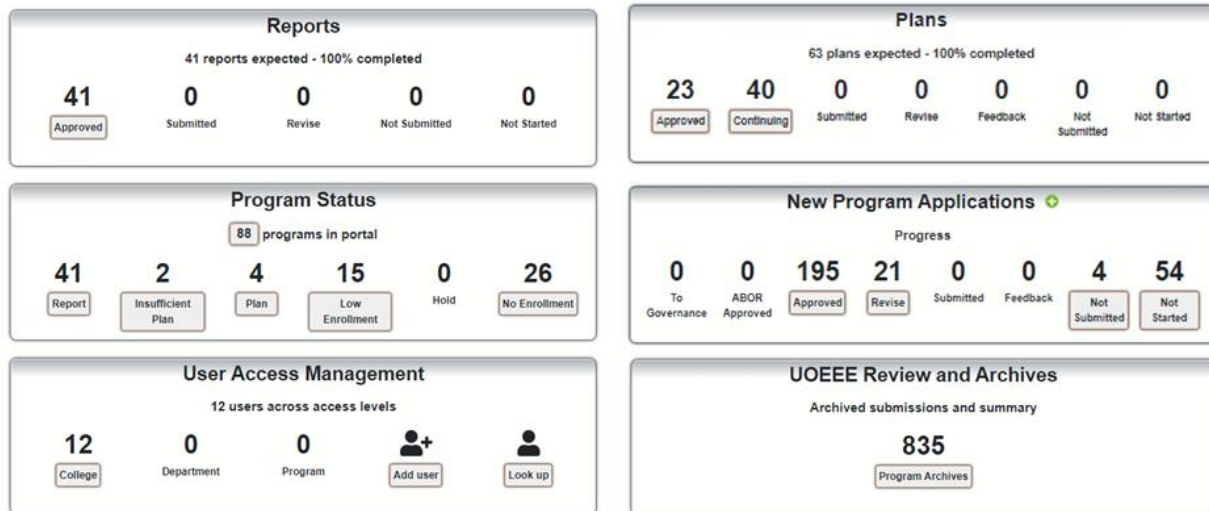 Reports
41 reports expected - 100% completed
41 0 0 0 0
Approved Submitted Revise Not Submitted Not Started
Plans
63 plans expected - 100% completed
23 40 0 0 0 0 0
Approved Continuing Submitted Revise Feedback Not Submitted Not Started
Program Status
88 programs in portal
41 2 4 15 0 26
Report Insufficient Plan Plan Low Enrollment Hold No Enrollment
New Program Applications
Progress
0 0 195 21 0 0 4 54
To Governance ABOR Approved Approved Revise Submitted Feedback Not Submitted Not Started
User Access Management
12 users across access levels
12 0 0
College Department Program Add user Look up
UOEEE Review and Archives
Archived submissions and summary
835
Program Archives